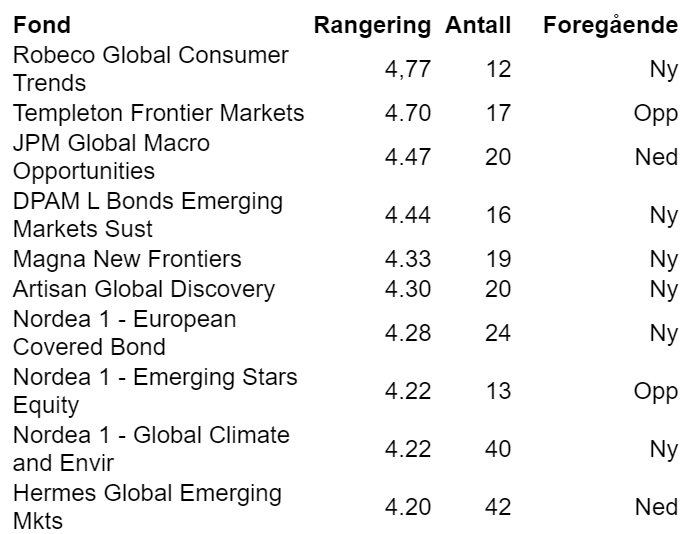 Fond Rangering Antall Foregående
Robeco Global Consumer
Trends 4,77 12 Ny
Templeton Frontier Markets 4.70 17 Opp
JPM Global Macro
Opportunities 4.47 20 Ned
DPAM L Bonds Emerging
Markets Sust 4.44 16 Ny
Magna New Frontiers 4.33 19 Ny
Artisan Global Discovery 4.30 20 Ny
Nordea 1 - European
Covered Bond 4.28 24 Ny
Nordea 1 - Emerging Stars
Equity 4.22 13 Opp
Nordea 1 - Global Climate
and Envir 4.22 40 Ny
Hermes Global Emerging
Mkts 4.20 42 Ned